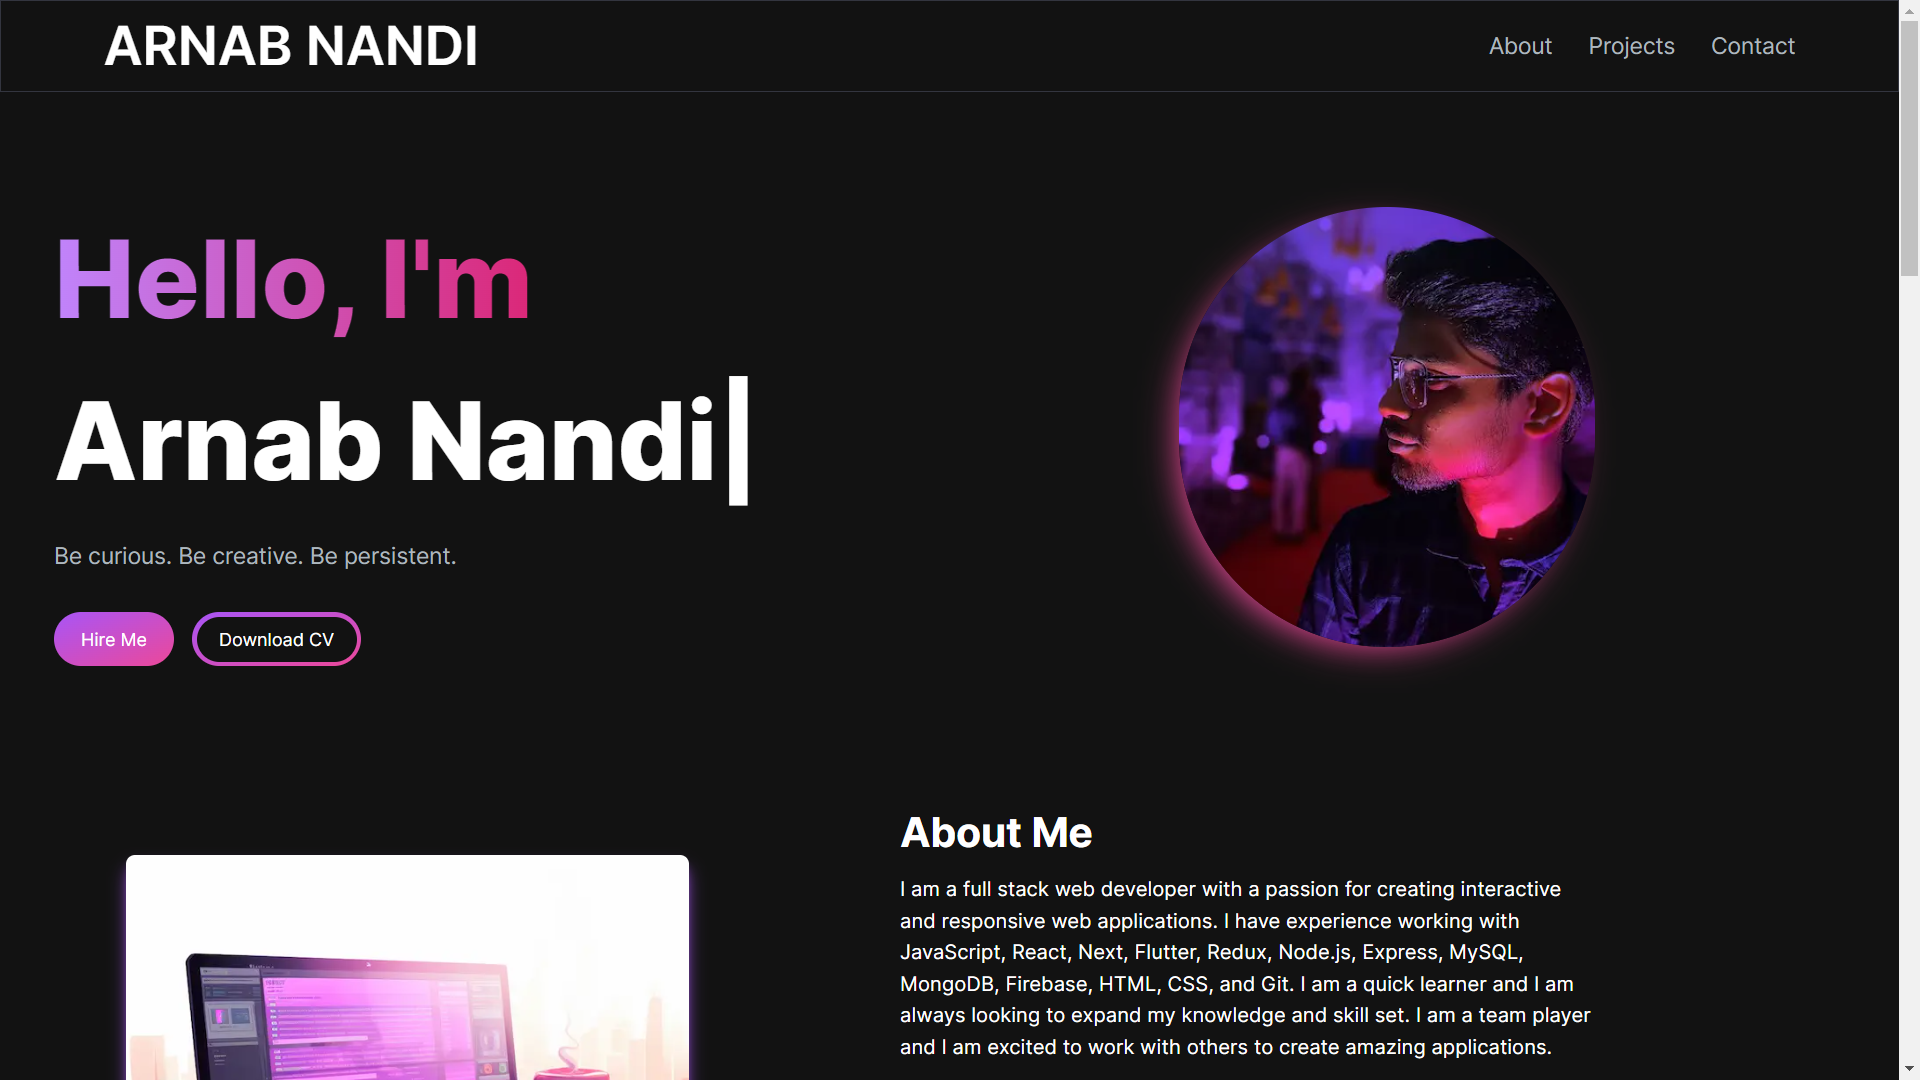 ARNAB NANDI
About Projects Contact
Hello, I'm
Arnab Nandi
Be curious. Be creative. Be persistent.
Hire Me Download CV
About Me
I am a full stack web developer with a passion for creating interactive
and responsive web applications. I have experience working with
JavaScript, React, Next, Flutter, Redux, Node.js, Express, MySQL,
MongoDB, Firebase, HTML, CSS, and Git. I am a quick learner and I am
always looking to expand my knowledge and skill set. I am a team player
and I am excited to work with others to create amazing applications.